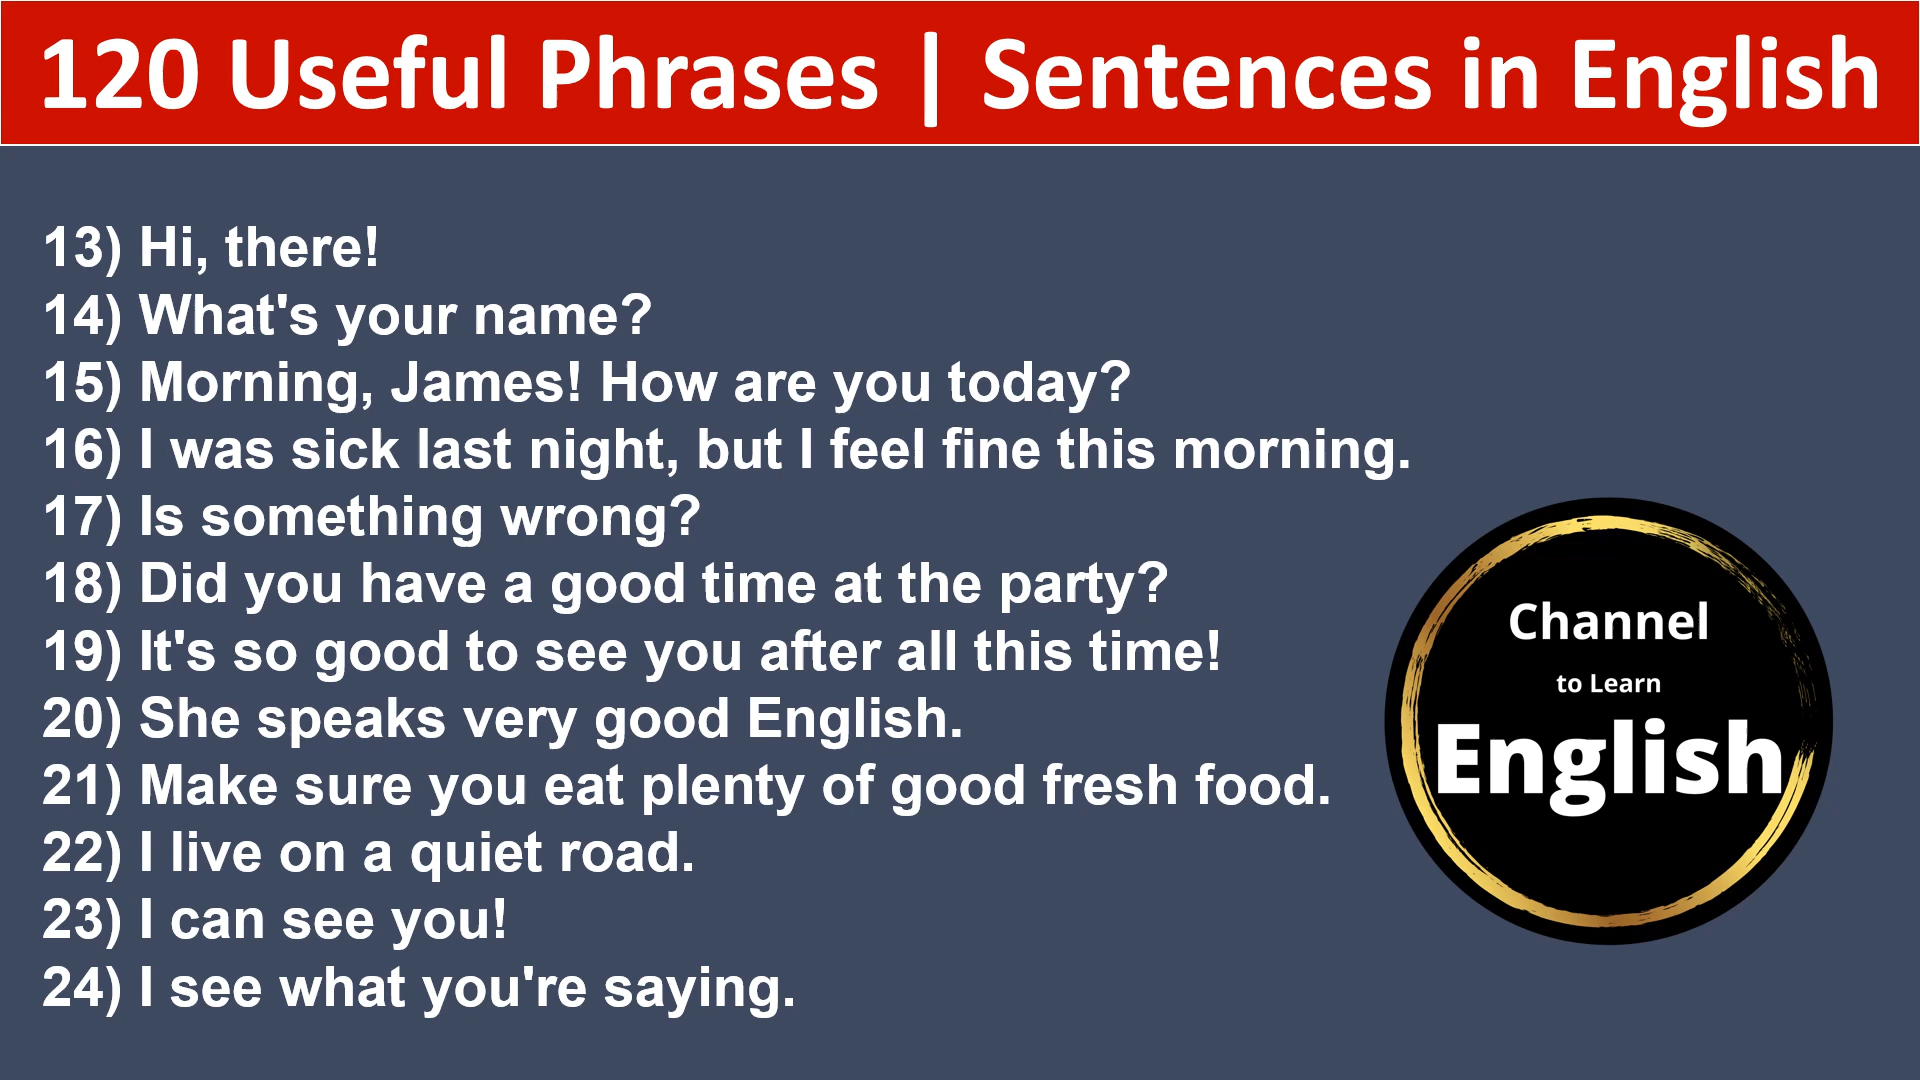 120 Useful Phrases | Sentences in English
13) Hi, there!
14) What's your name?
15) Morning, James! How are you today?
16) I was sick last night, but I feel fine this morning.
17) Is something wrong?
18) Did you have a good time at the party?
19) It's so good to see you after all this time!
20) She speaks very good English.
21) Make sure you eat plenty of good fresh food.
22) I live on a quiet road.
23) I can see you!
24) I see what you're saying.
Channel
to Learn
English